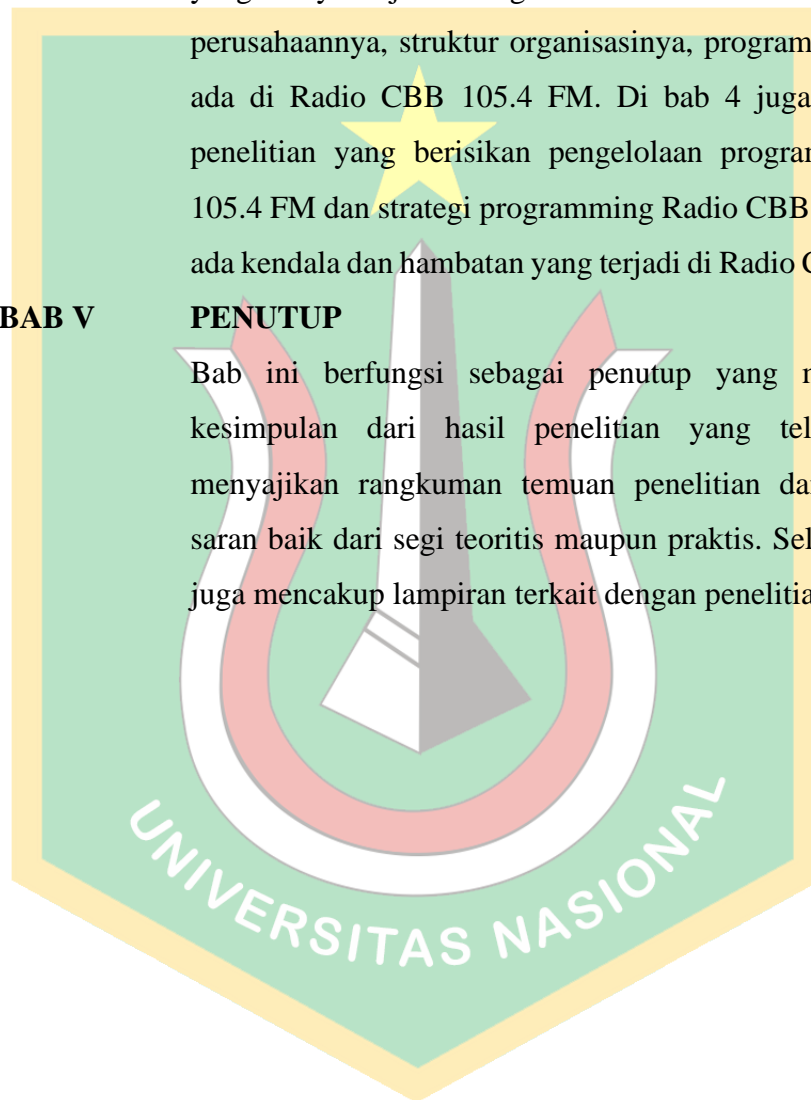 perusahaannya, struktur organisasinya, program
ada di Radio CBB 105.4 FM. Di bab 4 juga
penelitian yang berisikan pengelolaan progra
105.4 FM dan strategi programming Radio CBB
ada kendala dan hambatan yang terjadi di Radio
BAB V PENUTUP
Bab ini berfungsi sebagai penutup yang
kesimpulan dari hasil penelitian yang tel
menyajikan rangkuman temuan penelitian da
saran baik dari segi teoritis maupun praktis. Sel
juga mencakup lampiran terkait dengan penelitia
UNIVERSITAS NASIONAL